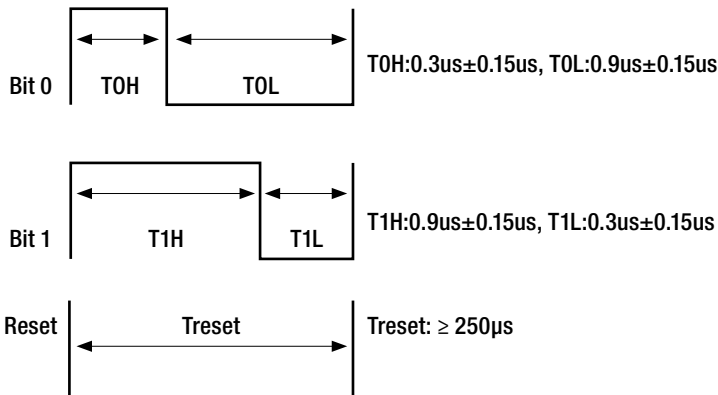 T0H:0.3us±0.15us, T0L:0.9us±0.15us
Bit 0 T0H T0L
T1H:0.9us±0.15us, T1L:0.3us±0.15us
Bit 1 T1H T1L
Reset Treset Treset: ≥ 250µs